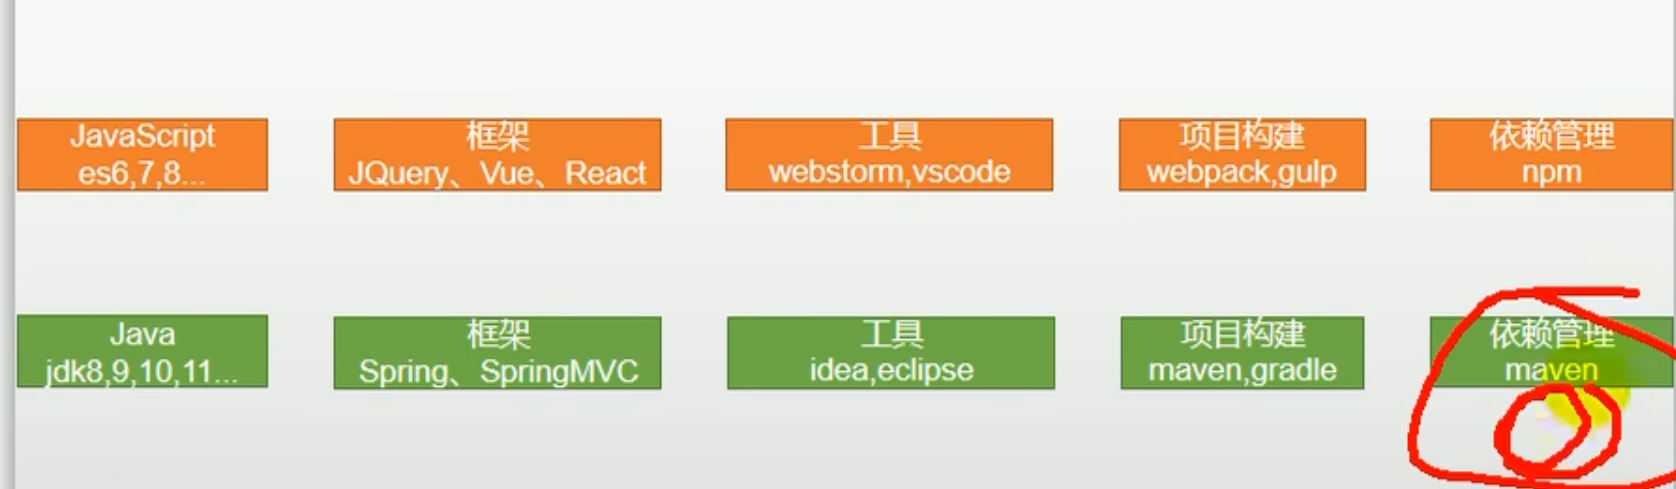 JavaScript
es6,7,8...
框架
JQuery、Vue、React
工具
webstorm,vscode
项目构建
webpack,gulp
依赖管理
npm
Java
jdk8,9,10,11...
框架
Spring、SpringMVC
工具
idea,eclipse
项目构建
maven,gradle
依赖管理
maven